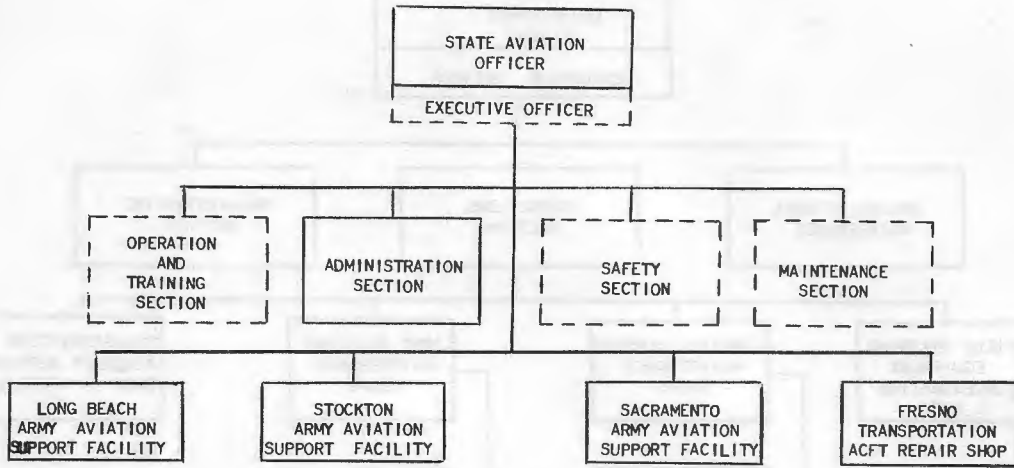 STATE AVIATION
OFFICER
EXECUTIVE OFFICER
OPERATION
AND
TRAINING
SECTION
ADMINISTRATION
SECTION
SAFETY
SECTION
MAINTENANCE
SECTION
LONG BEACH
ARMY AVIATION
SUPPORT FACILITY
STOCKTON
ARMY AVIATION
SUPPORT FACILITY
SACRAMENTO
ARMY AVIATION
SUPPORT FACILITY
FRESNO
TRANSPORTATION
ACFT REPAIR SHOP